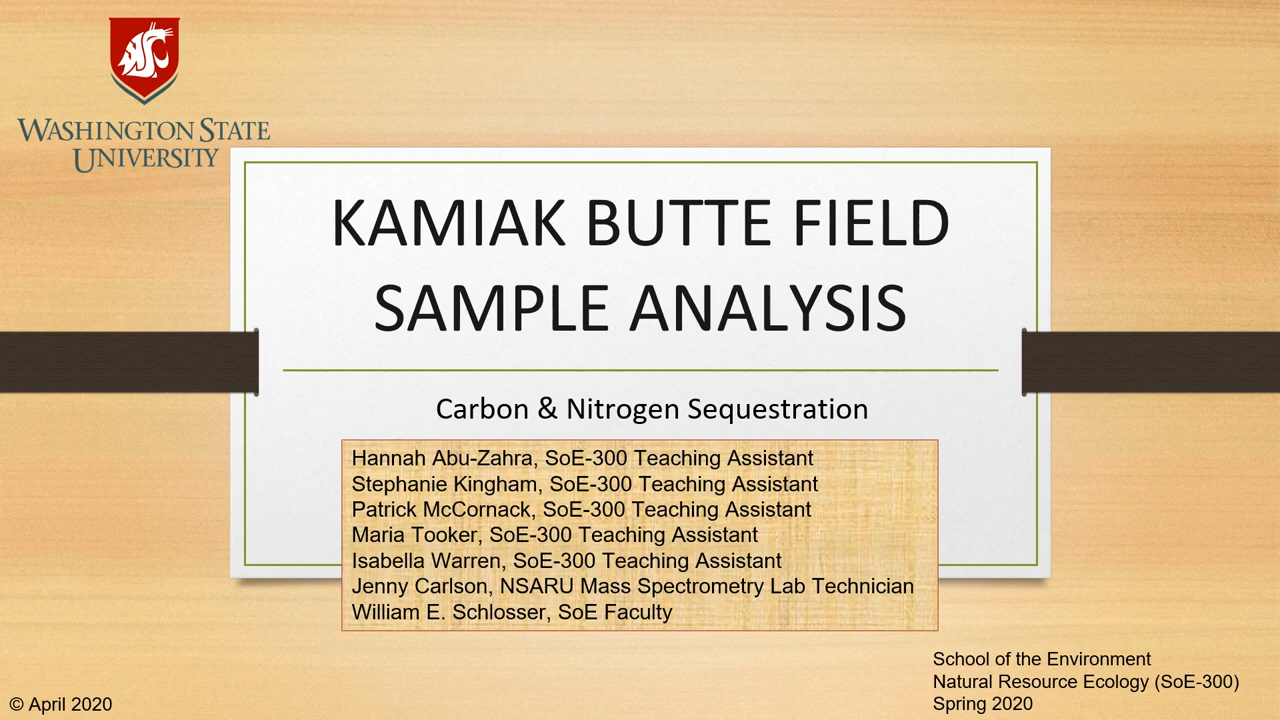 WASHINGTON STATE
UNIVERSITY
KAMIAK BUTTE FIELD
SAMPLE ANALYSIS
Carbon & Nitrogen Sequestration
Hannah Abu-Zahra, SoE-300 Teaching Assistant
Stephanie Kingham, SoE-300 Teaching Assistant
Patrick McCornack, SoE-300 Teaching Assistant
Maria Tooker, SoE-300 Teaching Assistant
Isabella Warren, SoE-300 Teaching Assistant
Jenny Carlson, NSARU Mass Spectrometry Lab Technician
William E. Schlosser, SoE Faculty
School of the Environment
Natural Resource Ecology (SoE-300)
Spring 2020
© April 2020